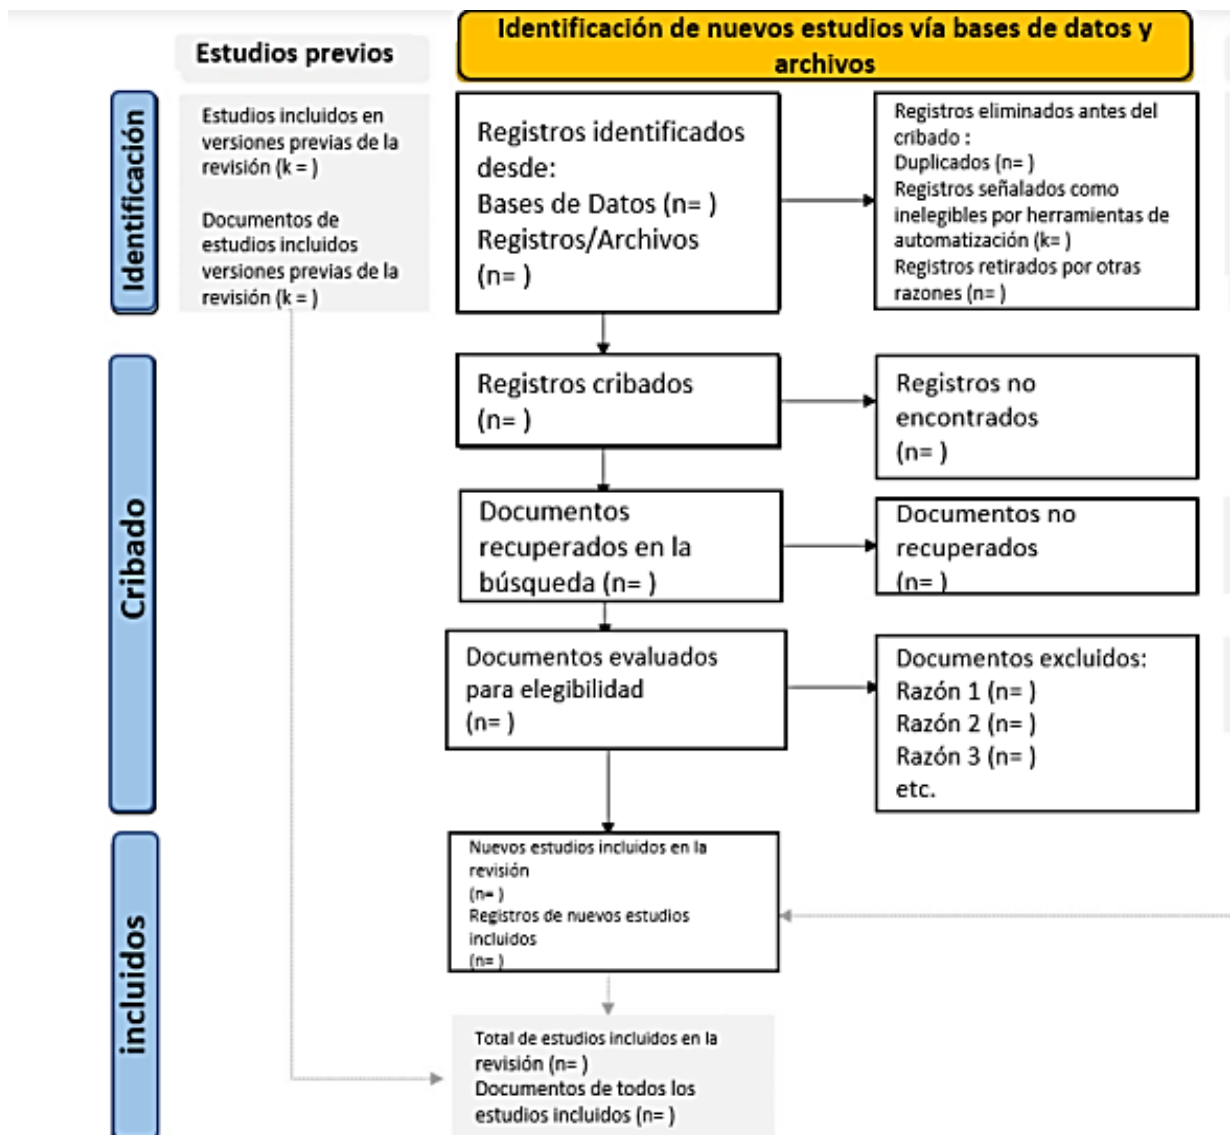 Estudios previos
Identificación de nuevos estudios vía bases de datos y
archivos
Identificación
Estudios incluidos en
versiones previas de la
revisión (k = )
Documentos de
estudios incluidos
versiones previas de la
revisión (k = )
Registros identificados
desde:
Bases de Datos (n= )
Registros/Archivos
(n= )
Registros eliminados antes del
cribado :
Duplicados (n= )
Registros señalados como
inelegibles por herramientas de
automatización (k= )
Registros retirados por otras
razones (n= )
Cribado
Registros cribados
(n= )
Registros no
encontrados
(n= )
Documentos
recuperados en la
búsqueda (n= )
Documentos no
recuperados
(n= )
Documentos evaluados
para elegibilidad
(n= )
Documentos excluidos:
Razón 1 (n= )
Razón 2 (n= )
Razón 3 (n= )
etc.
incluidos
Nuevos estudios incluidos en la
revisión
(n= )
Registros de nuevos estudios
incluidos
(n= )
Total de estudios incluidos en la
revisión (n= )
Documentos de todos los
estudios incluidos (n= )